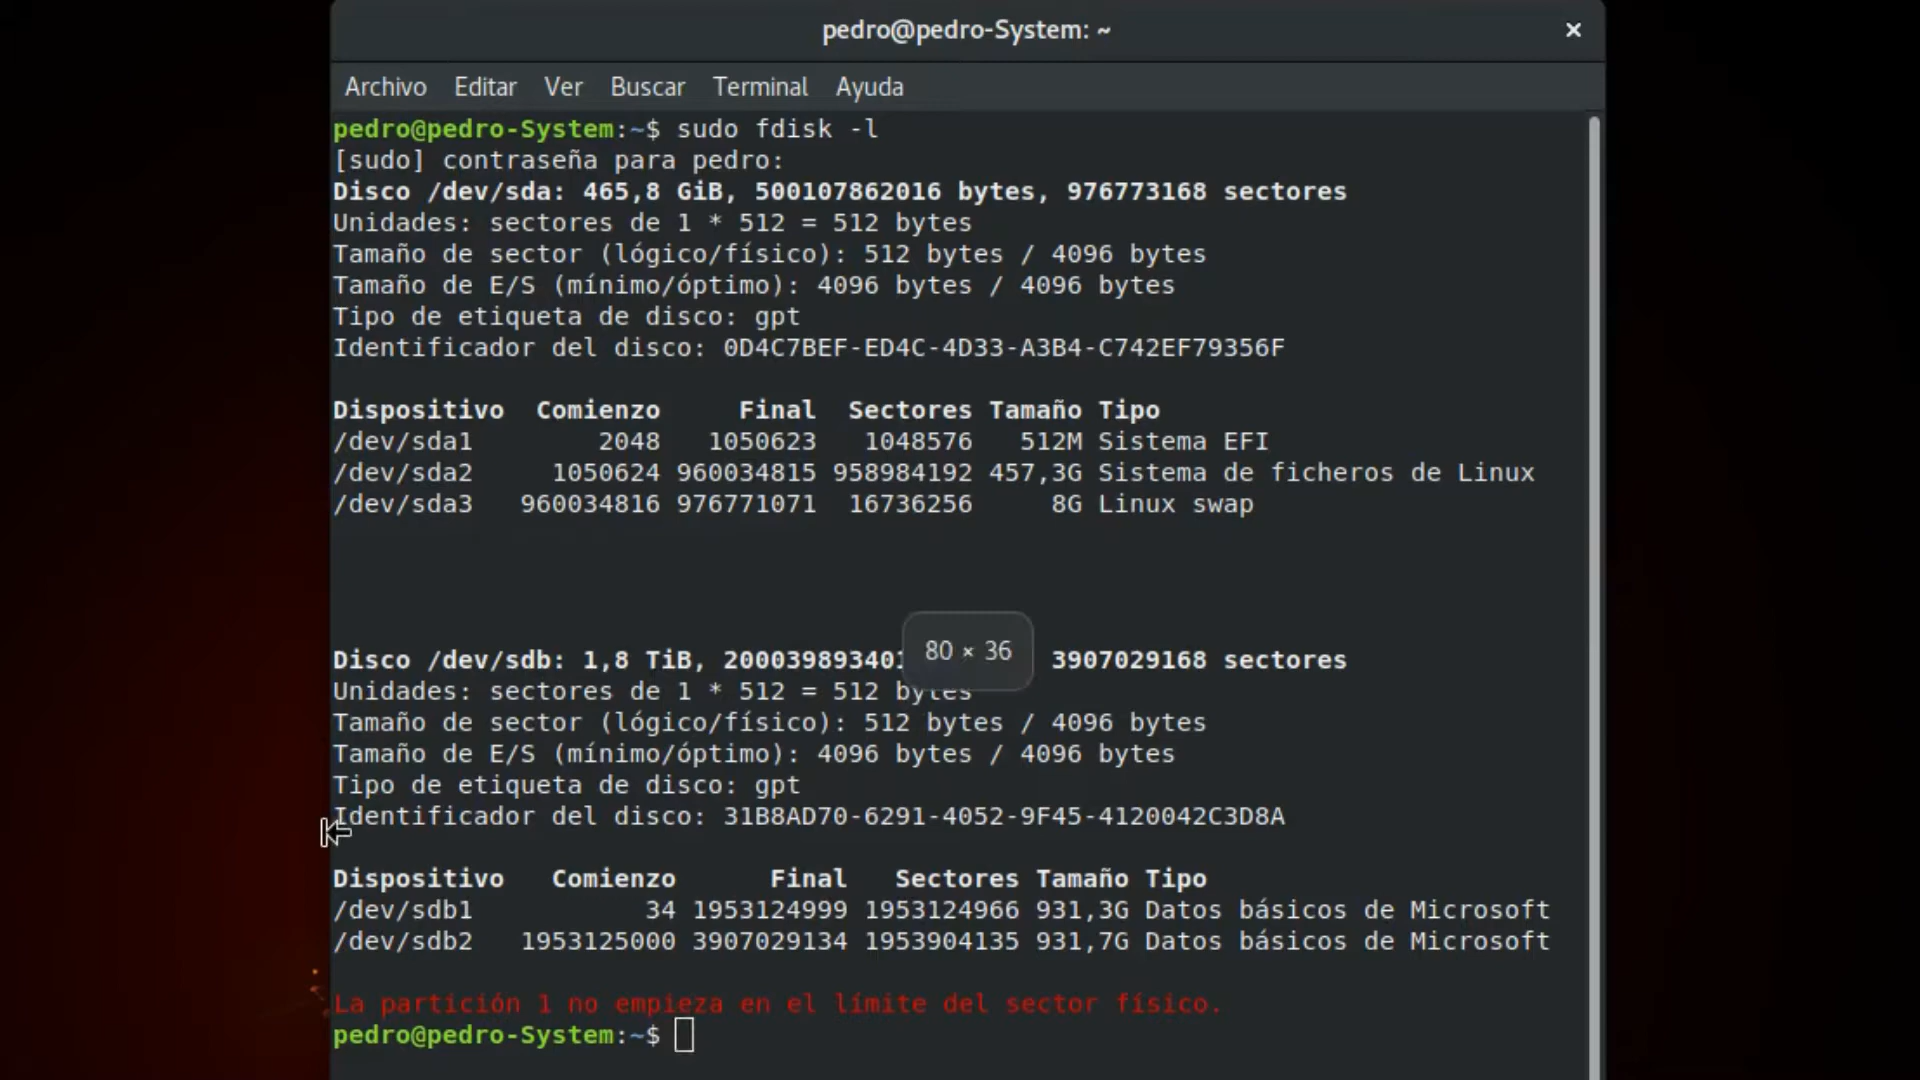 pedro@pedro-System: ~
×
Archivo Editar Ver Buscar Terminal Ayuda
pedro@pedro-System:~$ sudo fdisk -l
[sudo] contraseña para pedro:
Disco /dev/sda: 465,8 GiB, 500107862016 bytes, 976773168 sectores
Unidades: sectores de 1 * 512 = 512 bytes
Tamaño de sector (lógico/físico): 512 bytes / 4096 bytes
Tamaño de E/S (mínimo/óptimo): 4096 bytes / 4096 bytes
Tipo de etiqueta de disco: gpt
Identificador del disco: 0D4C7BEF-ED4C-4D33-A3B4-C742EF79356F
Dispositivo Comienzo Final Sectores Tamaño Tipo
/dev/sda1 2048 1050623 1048576 512M Sistema EFI
/dev/sda2 1050624 960034815 958984192 457,3G Sistema de ficheros de Linux
/dev/sda3 960034816 976771071 16736256 8G Linux swap
80 × 36
Disco /dev/sdb: 1,8 TiB, 3907029168 sectores
Unidades: sectores de 1 * 512 = 512 bytes
Tamaño de sector (lógico/físico): 512 bytes / 4096 bytes
Tamaño de E/S (mínimo/óptimo): 4096 bytes / 4096 bytes
Tipo de etiqueta de disco: gpt
Identificador del disco: 31B8AD70-6291-4052-9F45-4120042C3D8A
Dispositivo Comienzo Final Sectores Tamaño Tipo
/dev/sdb1 34 1953124999 1953124966 931,3G Datos básicos de Microsoft
/dev/sdb2 1953125000 3907029134 1953904135 931,7G Datos básicos de Microsoft
La partición 1 no empieza en el límite del sector físico.
pedro@pedro-System:~$